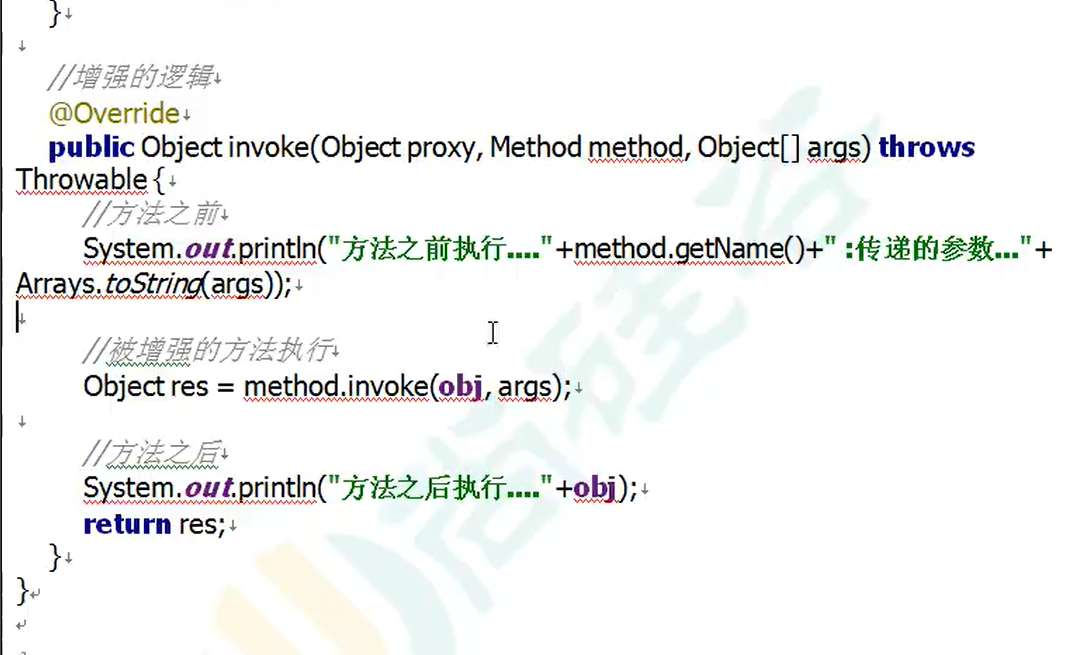 }
//增强的逻辑
@Override
public Object invoke(Object proxy, Method method, Object[] args) throws
Throwable {
//方法之前
System.out.println("方法之前执行...."+method.getName()+" :传递的参数..."+
Arrays.toString(args));
//被增强的方法执行
Object res = method.invoke(obj, args);
//方法之后
System.out.println("方法之后执行...."+obj);
return res;
}
}
尚硅谷